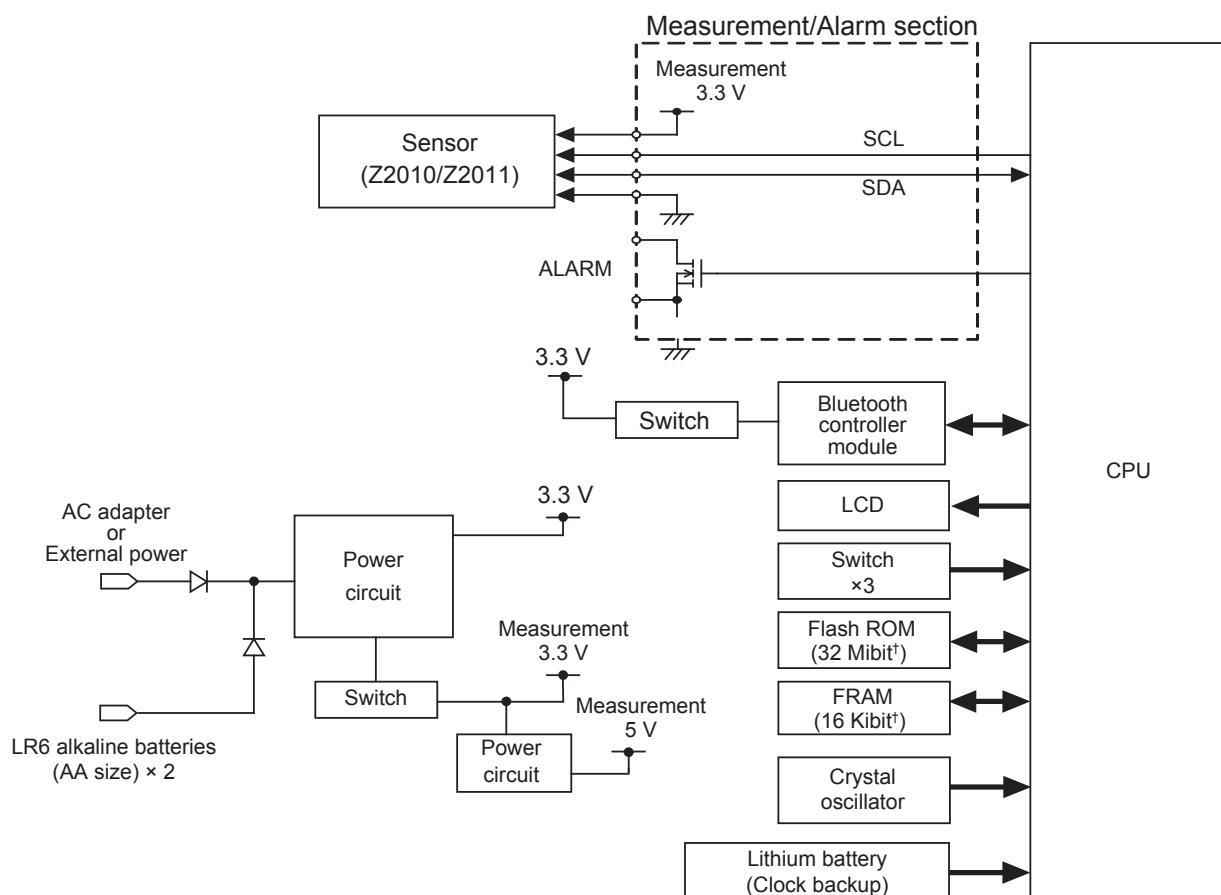 Measurement/Alarm section
Measurement
3.3 V
Sensor
(Z2010/Z2011)
SCL
SDA
ALARM
3.3 V
Switch
Bluetooth
controller
module
CPU
LCD
Switch
×3
Flash ROM
(32 Mibit†)
FRAM
(16 Kibit†)
Crystal
oscillator
Lithium battery
(Clock backup)
AC adapter
or
External power
Power
circuit
3.3 V
Switch
Measurement
3.3 V
Measurement
5 V
Power
circuit
LR6 alkaline batteries
(AA size) × 2